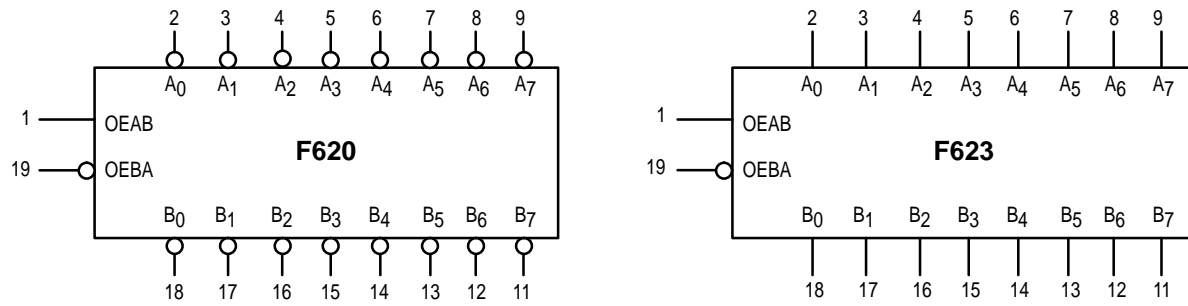 2 3 4 5 6 7 8 9
A0 A1 A2 A3 A4 A5 A6 A7
1 OEAB
F620
19 OEBA
B0 B1 B2 B3 B4 B5 B6 B7
18 17 16 15 14 13 12 11
2 3 4 5 6 7 8 9
A0 A1 A2 A3 A4 A5 A6 A7
1 OEAB
F623
19 OEBA
B0 B1 B2 B3 B4 B5 B6 B7
18 17 16 15 14 13 12 11